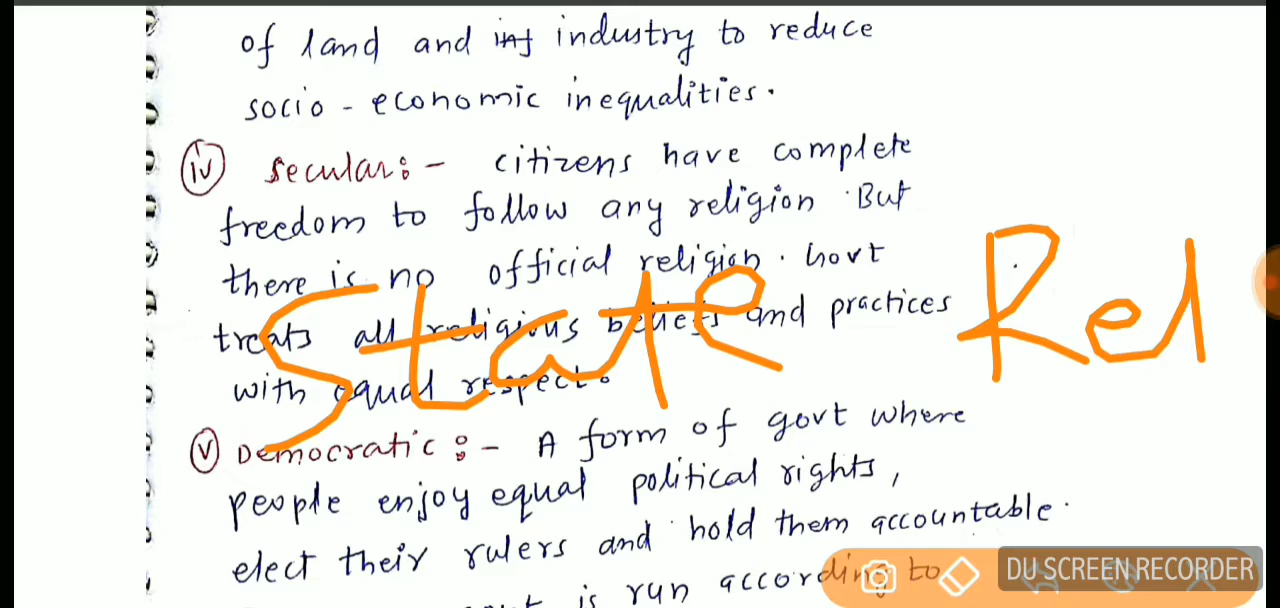 of land and inf industry to reduce
socio - economic inequalities.
(iv) Secular:- citizens have complete
freedom to follow any religion. But
there is no official religion. Govt
treats all religious beliefs and practices
with equal respect.
State Rel
(v) Democratic:- A form of govt where
people enjoy equal political rights,
elect their rulers and hold them accountable.
is run according to
DU SCREEN RECORDER